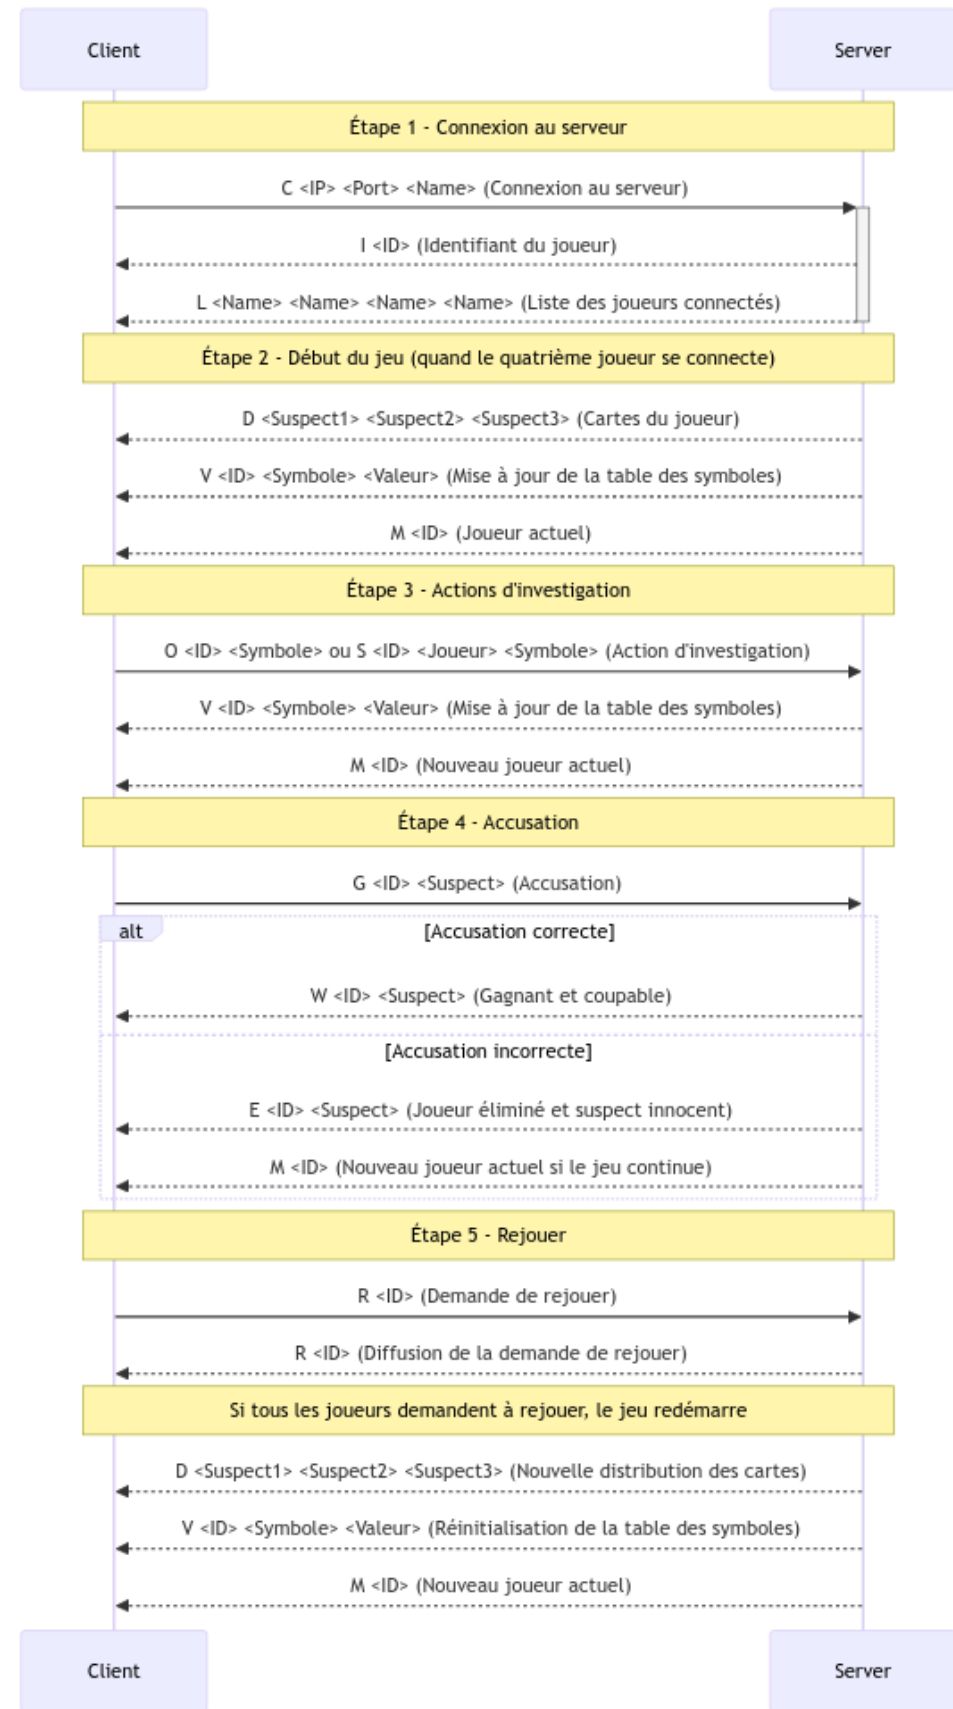 Client Server
Étape 1 - Connexion au serveur
C <IP> <Port> <Name> (Connexion au serveur)
I <ID> (Identifiant du joueur)
L <Name> <Name> <Name> <Name> (Liste des joueurs connectés)
Étape 2 - Début du jeu (quand le quatrième joueur se connecte)
D <Suspect1> <Suspect2> <Suspect3> (Cartes du joueur)
V <ID> <Symbole> <Valeur> (Mise à jour de la table des symboles)
M <ID> (Joueur actuel)
Étape 3 - Actions d'investigation
O <ID> <Symbole> ou S <ID> <Joueur> <Symbole> (Action d'investigation)
V <ID> <Symbole> <Valeur> (Mise à jour de la table des symboles)
M <ID> (Nouveau joueur actuel)
Étape 4 - Accusation
G <ID> <Suspect> (Accusation)
alt [Accusation correcte]
W <ID> <Suspect> (Gagnant et coupable)
[Accusation incorrecte]
E <ID> <Suspect> (Joueur éliminé et suspect innocent)
M <ID> (Nouveau joueur actuel si le jeu continue)
Étape 5 - Rejouer
R <ID> (Demande de rejouer)
R <ID> (Diffusion de la demande de rejouer)
Si tous les joueurs demandent à rejouer, le jeu redémarre
D <Suspect1> <Suspect2> <Suspect3> (Nouvelle distribution des cartes)
V <ID> <Symbole> <Valeur> (Réinitialisation de la table des symboles)
M <ID> (Nouveau joueur actuel)
Client Server